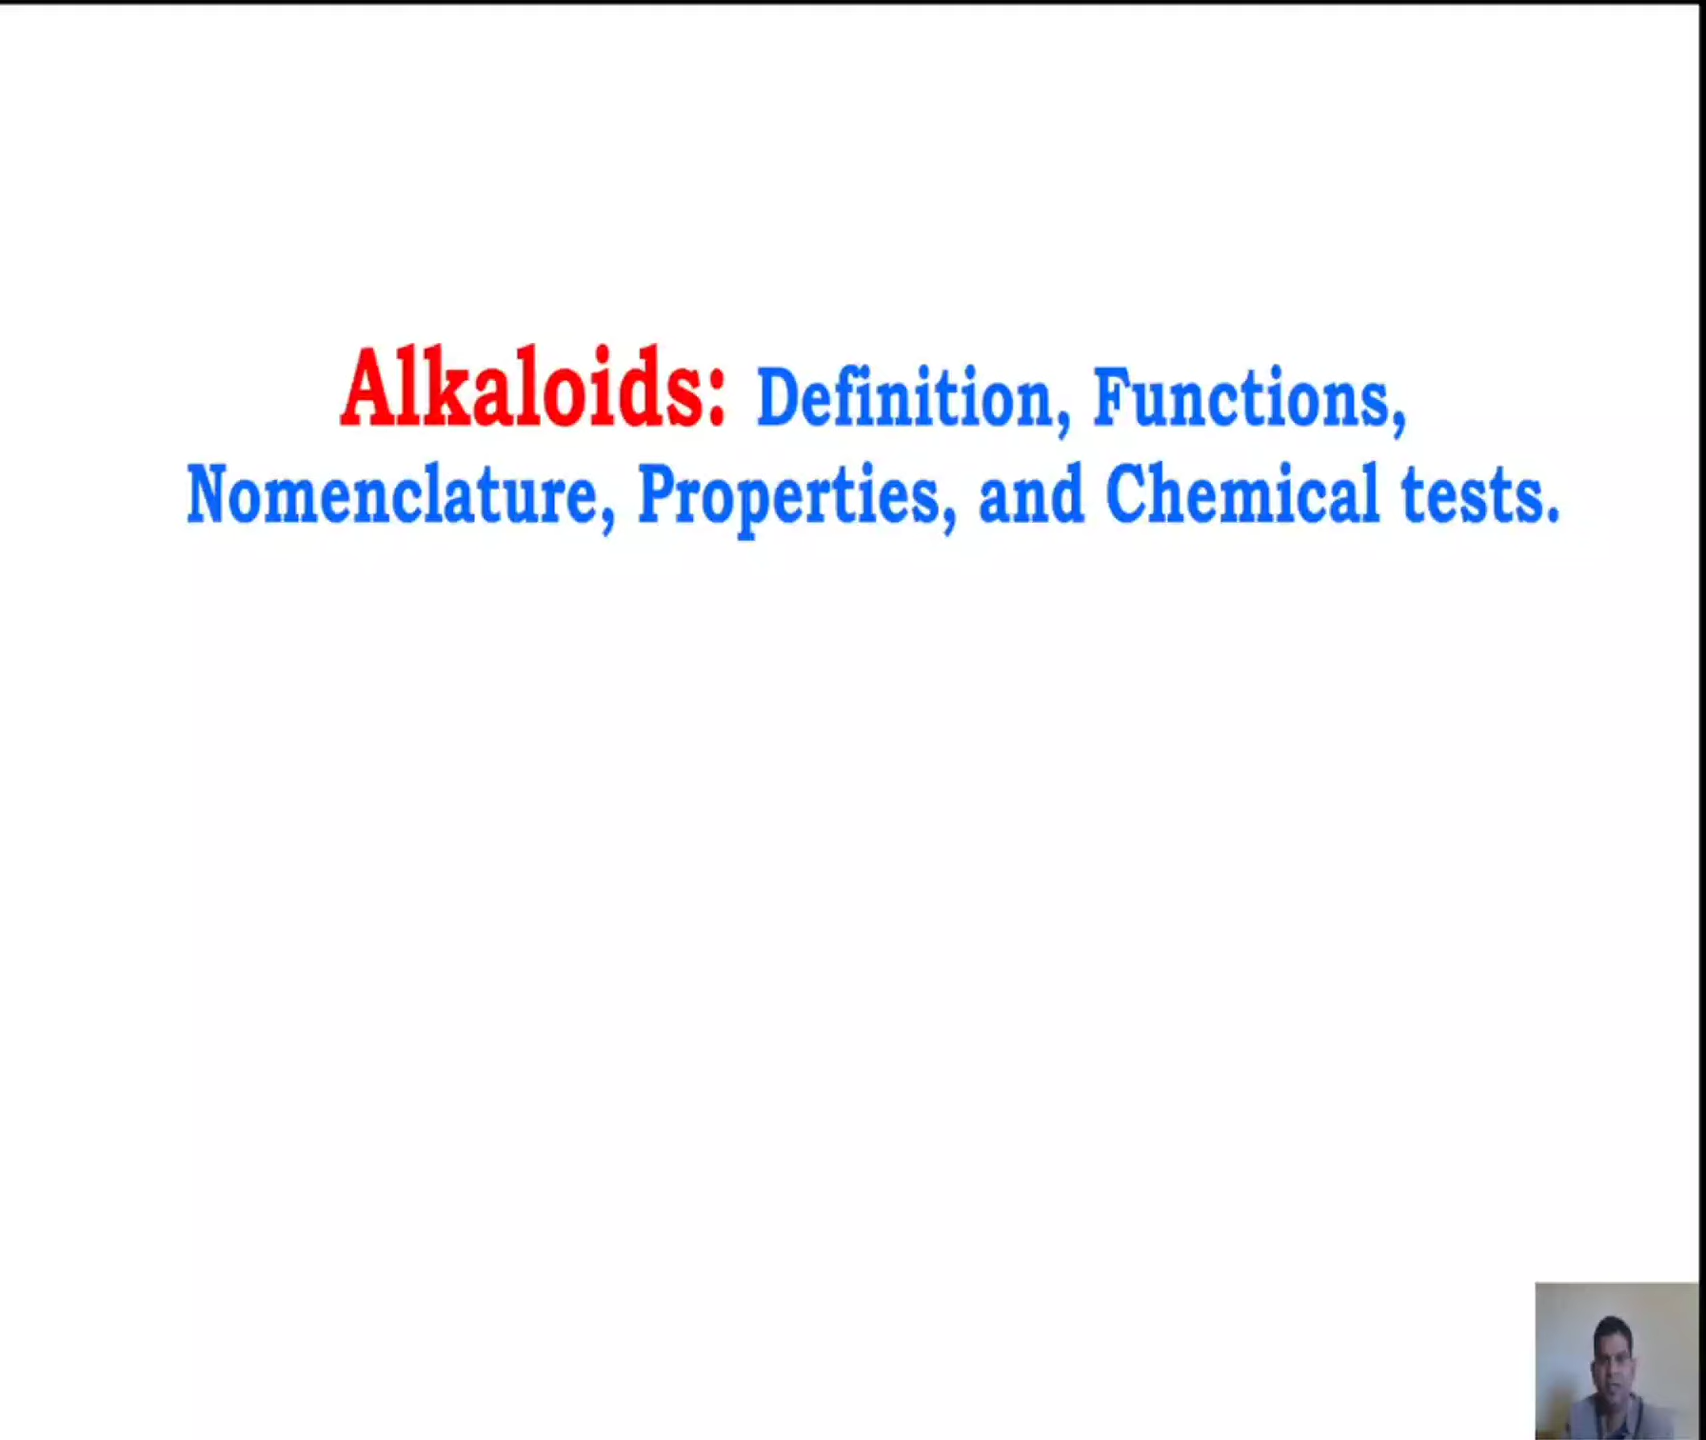 Alkaloids: Definition, Functions,
Nomenclature, Properties, and Chemical tests.